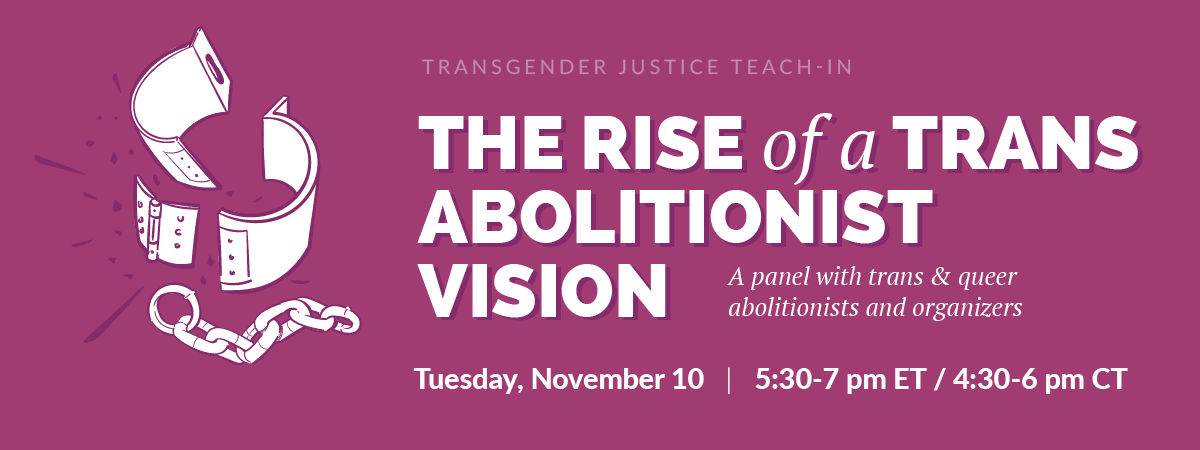 TRANSGENDER JUSTICE TEACH-IN
THE RISE of a TRANS
ABOLITIONIST
VISION
A panel with trans & queer
abolitionists and organizers
Tuesday, November 10 | 5:30-7 pm ET / 4:30-6 pm CT